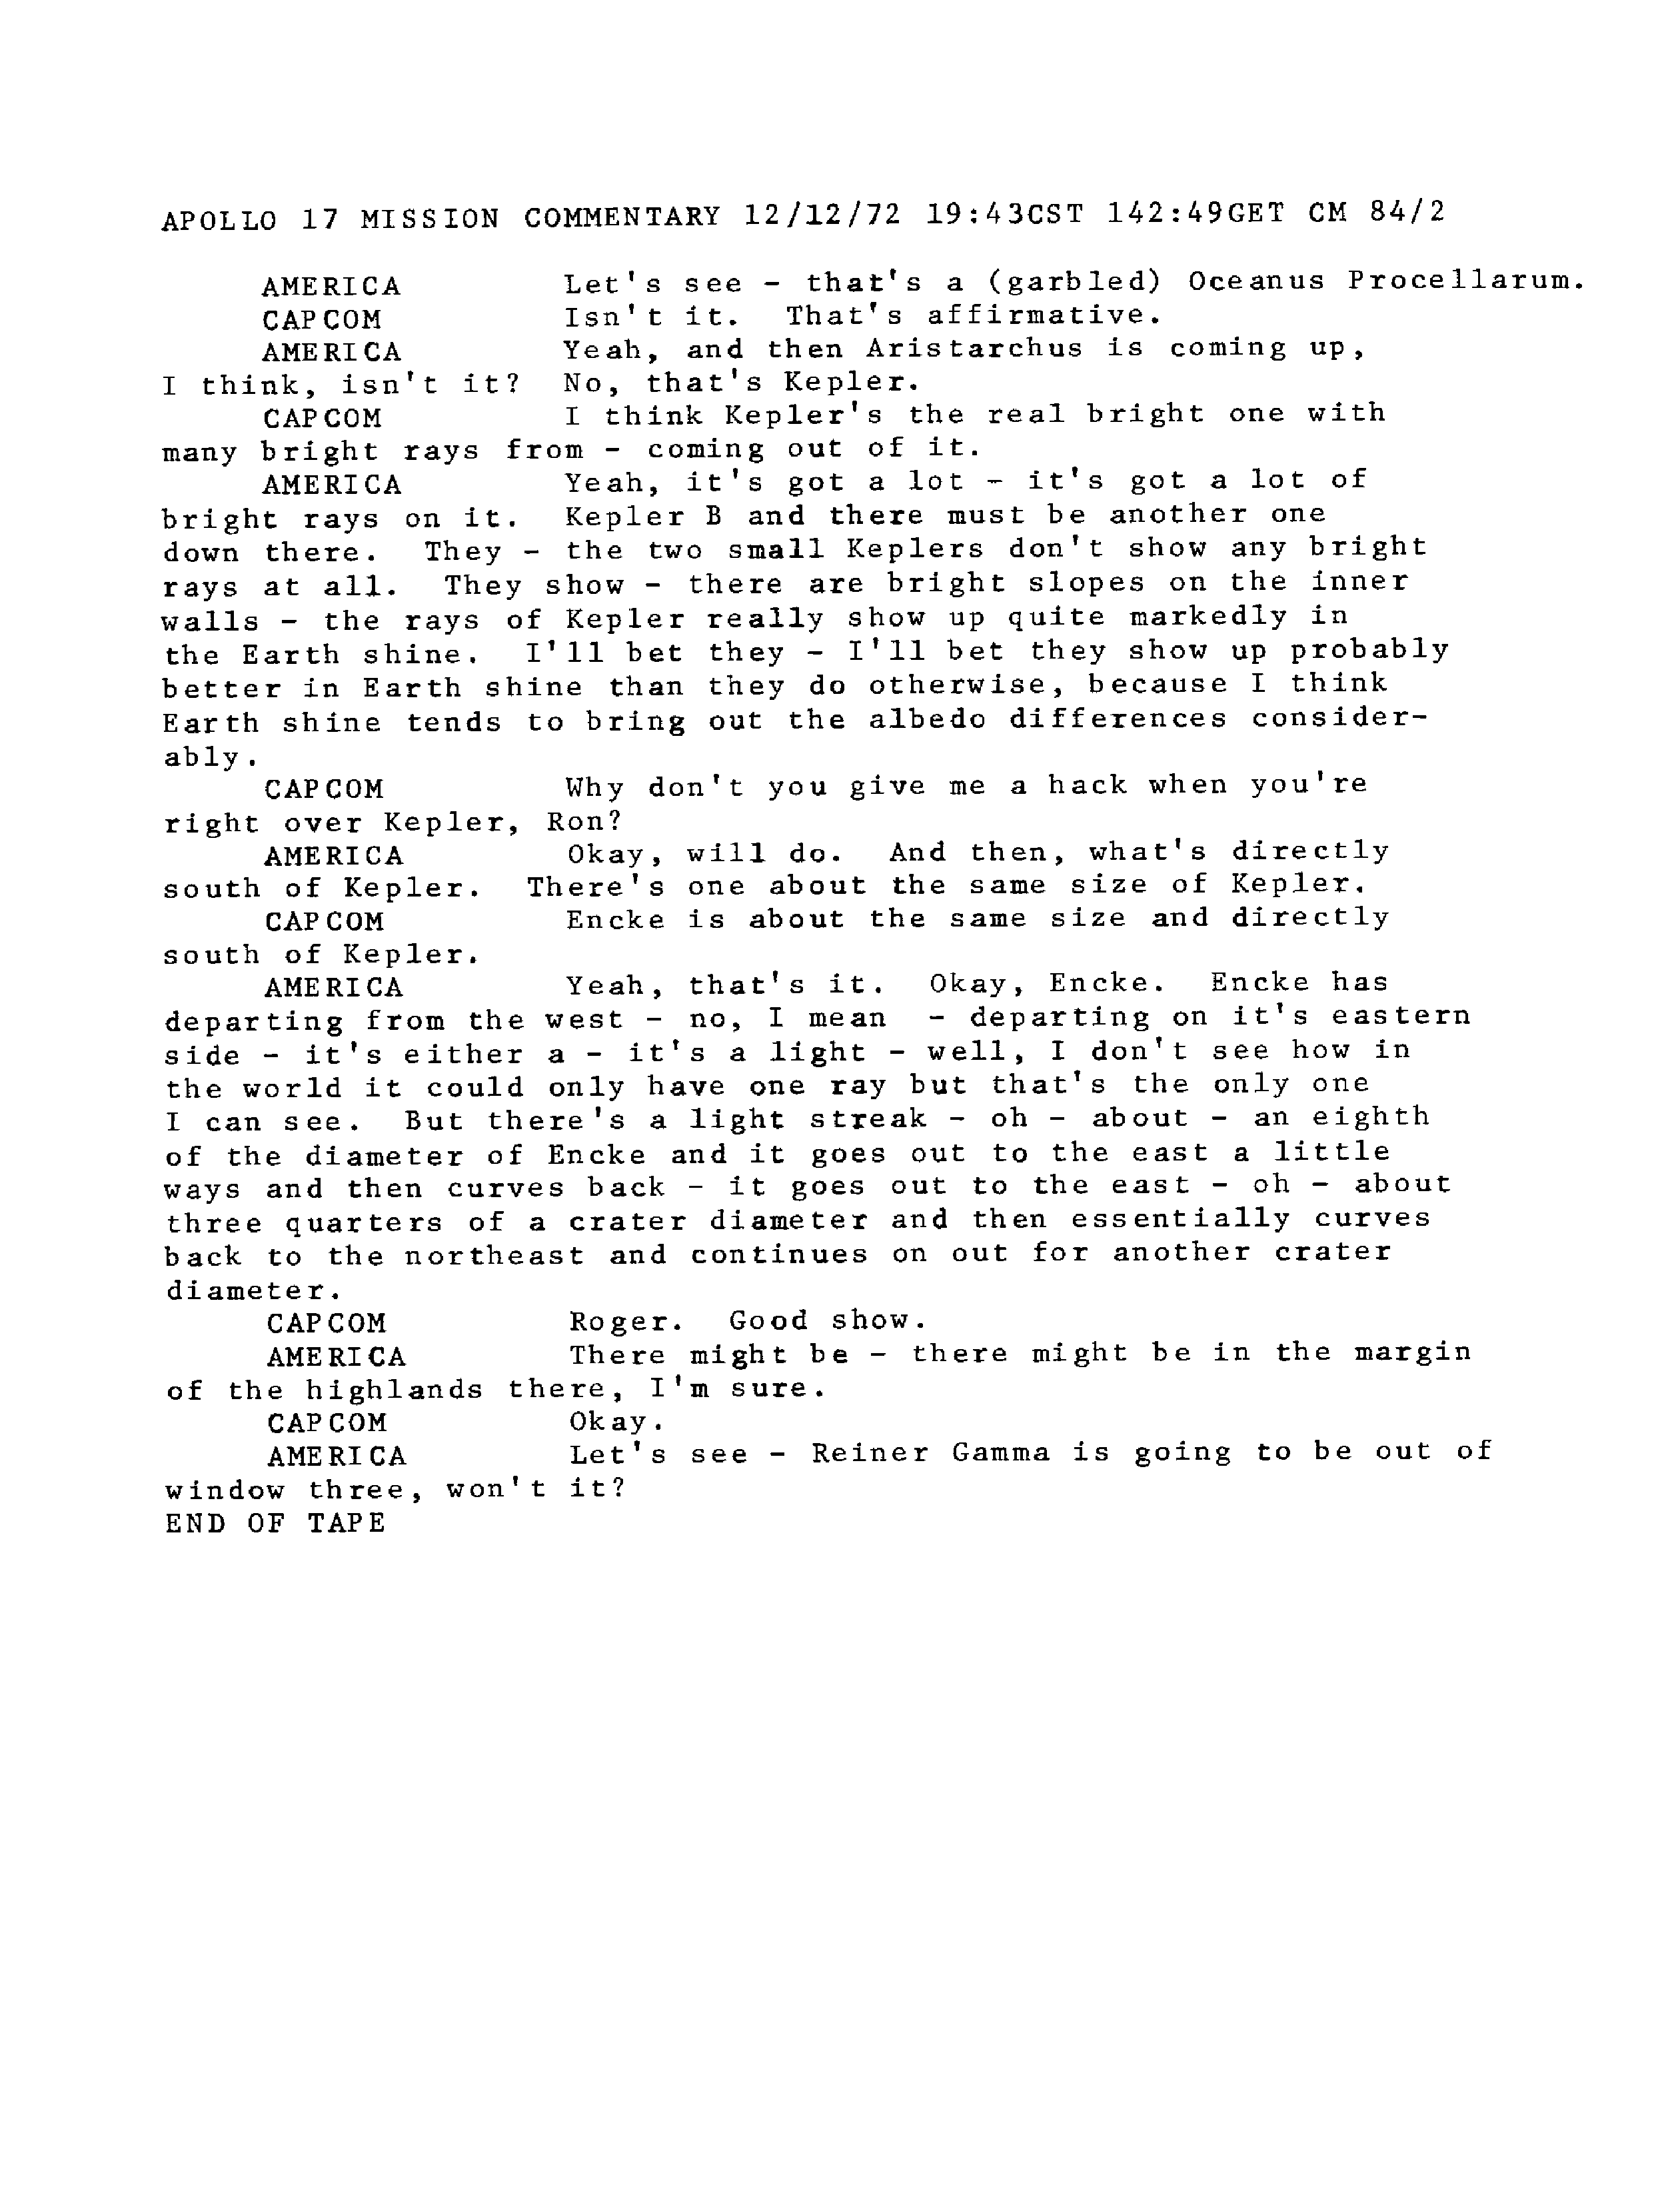 APOLLO 17 MISSION COMMENTARY 12/12/72 19:43CST 142:49GET CM 84/2
AMERICA Let's see - that's a (garbled) Oceanus Procellarum.
CAPCOM Isn't it. That's affirmative.
AMERICA Yeah, and then Aristarchus is coming up,
I think, isn't it? No, that's Kepler.
CAPCOM I think Kepler's the real bright one with
many bright rays from - coming out of it.
AMERICA Yeah, it's got a lot - it's got a lot of
bright rays on it. Kepler B and there must be another one
down there. They - the two small Keplers don't show any bright
rays at all. They show - there are bright slopes on the inner
walls - the rays of Kepler really show up quite markedly in
the Earth shine. I'll bet they - I'll bet they show up probably
better in Earth shine than they do otherwise, because I think
Earth shine tends to bring out the albedo differences consider-
ably.
CAPCOM Why don't you give me a hack when you're
right over Kepler, Ron?
AMERICA Okay, will do. And then, what's directly
south of Kepler. There's one about the same size of Kepler.
CAPCOM Encke is about the same size and directly
south of Kepler.
AMERICA Yeah, that's it. Okay, Encke. Encke has
departing from the west - no, I mean - departing on it's eastern
side - it's either a - it's a light - well, I don't see how in
the world it could only have one ray but that's the only one
I can see. But there's a light streak - oh - about - an eighth
of the diameter of Encke and it goes out to the east a little
ways and then curves back - it goes out to the east - oh - about
three quarters of a crater diameter and then essentially curves
back to the northeast and continues on out for another crater
diameter.
CAPCOM Roger. Good show.
AMERICA There might be - there might be in the margin
of the highlands there, I'm sure.
CAPCOM Okay.
AMERICA Let's see - Reiner Gamma is going to be out of
window three, won't it?
END OF TAPE